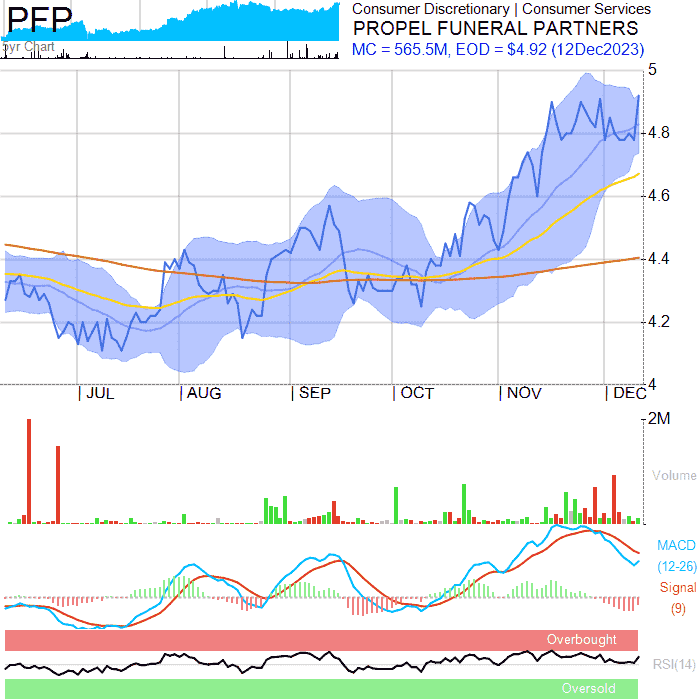 PFP
5yr Chart
Consumer Discretionary | Consumer Services
PROPEL FUNERAL PARTNERS
MC = 565.5M, EOD = $4.92 (12Dec2023)
5
4.8
4.6
4.4
4.2
4
| JUL | AUG | SEP | OCT | NOV | DEC
2M
Volume
MACD
(12-26)
Signal
(9)
Overbought
RSI(14)
Oversold